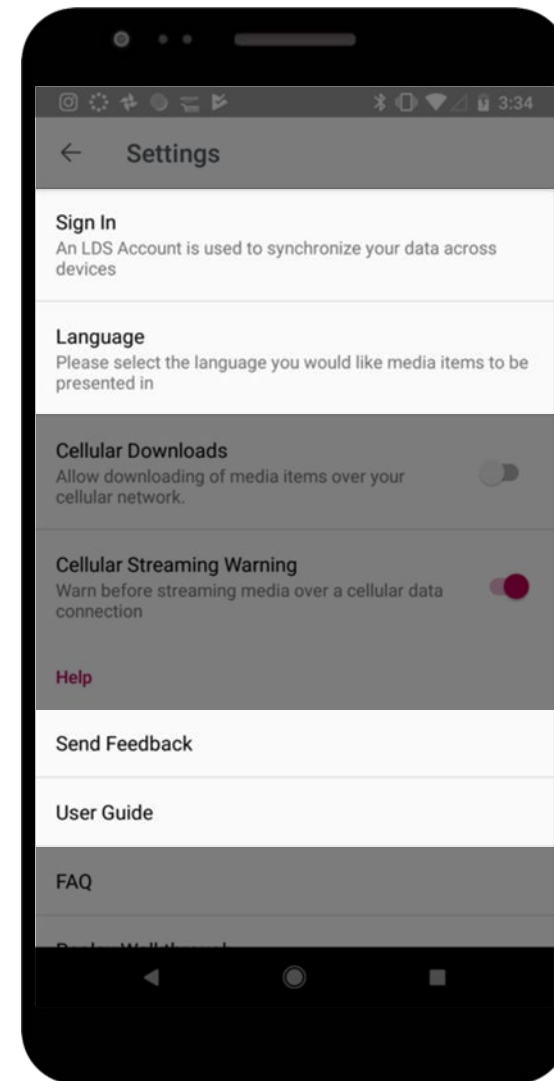 3:34
Settings
Sign In
An LDS Account is used to synchronize your data across
devices
Language
Please select the language you would like media items to be
presented in
Cellular Downloads
Allow downloading of media items over your
cellular network.
Cellular Streaming Warning
Warn before streaming media over a cellular data
connection
Help
Send Feedback
User Guide
FAQ